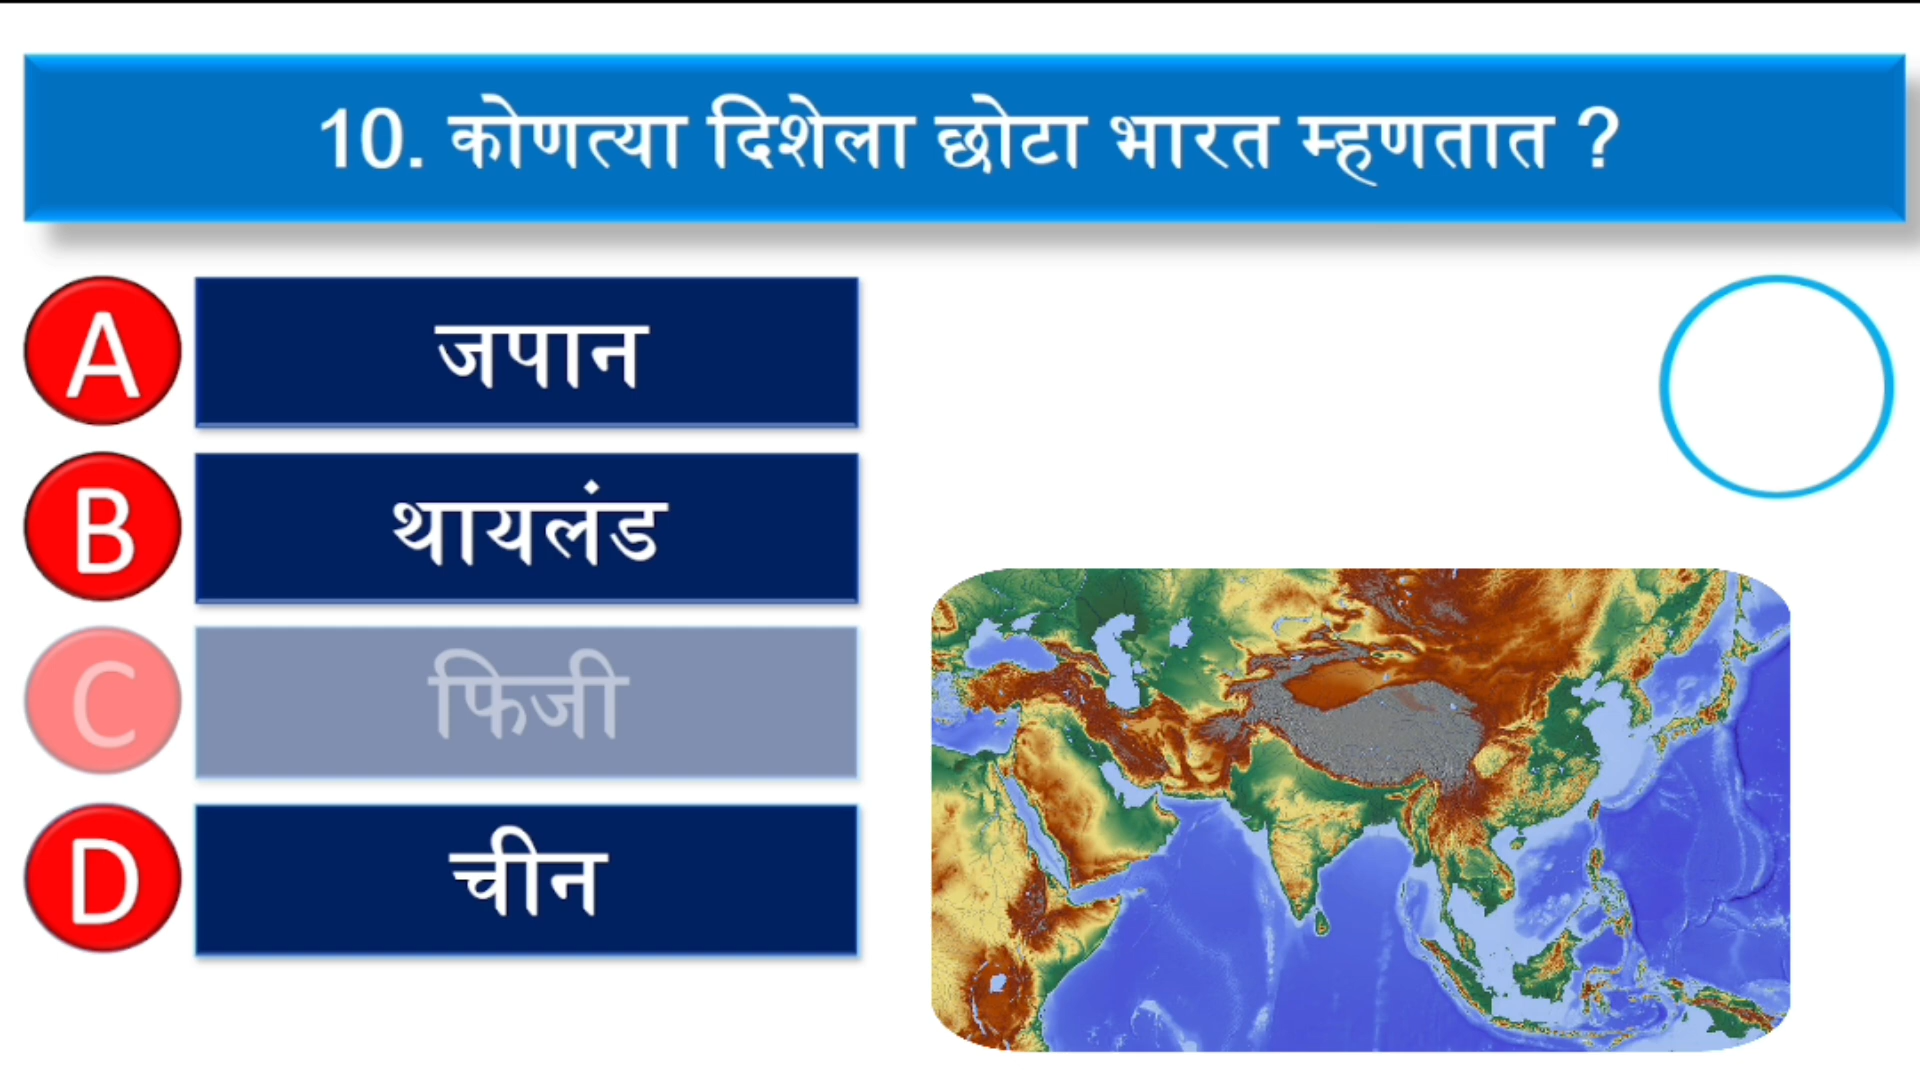 10. कोणत्या दिशेला छोटा भारत म्हणतात ?
A जपान
B थायलंड
C फिजी
D चीन